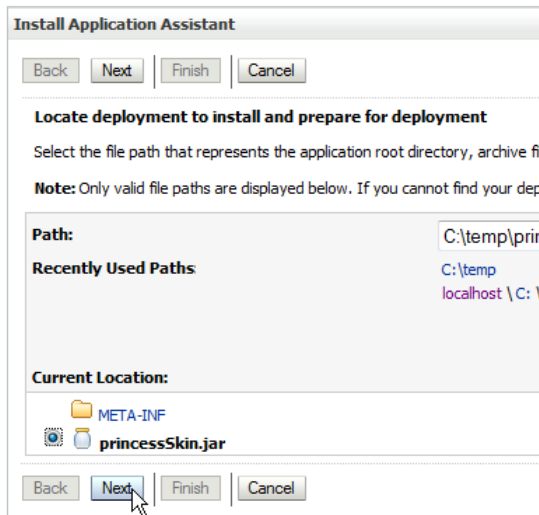 Install Application Assistant
Back Next Finish Cancel
Locate deployment to install and prepare for deployment
Select the file path that represents the application root directory, archive
Note: Only valid file paths are displayed below. If you cannot find your
Path: C:\temp\prin
Recently Used Paths: C:\temp
localhost \ C: \
Current Location:
META-INF
princessSkin.jar
Back Next Finish Cancel